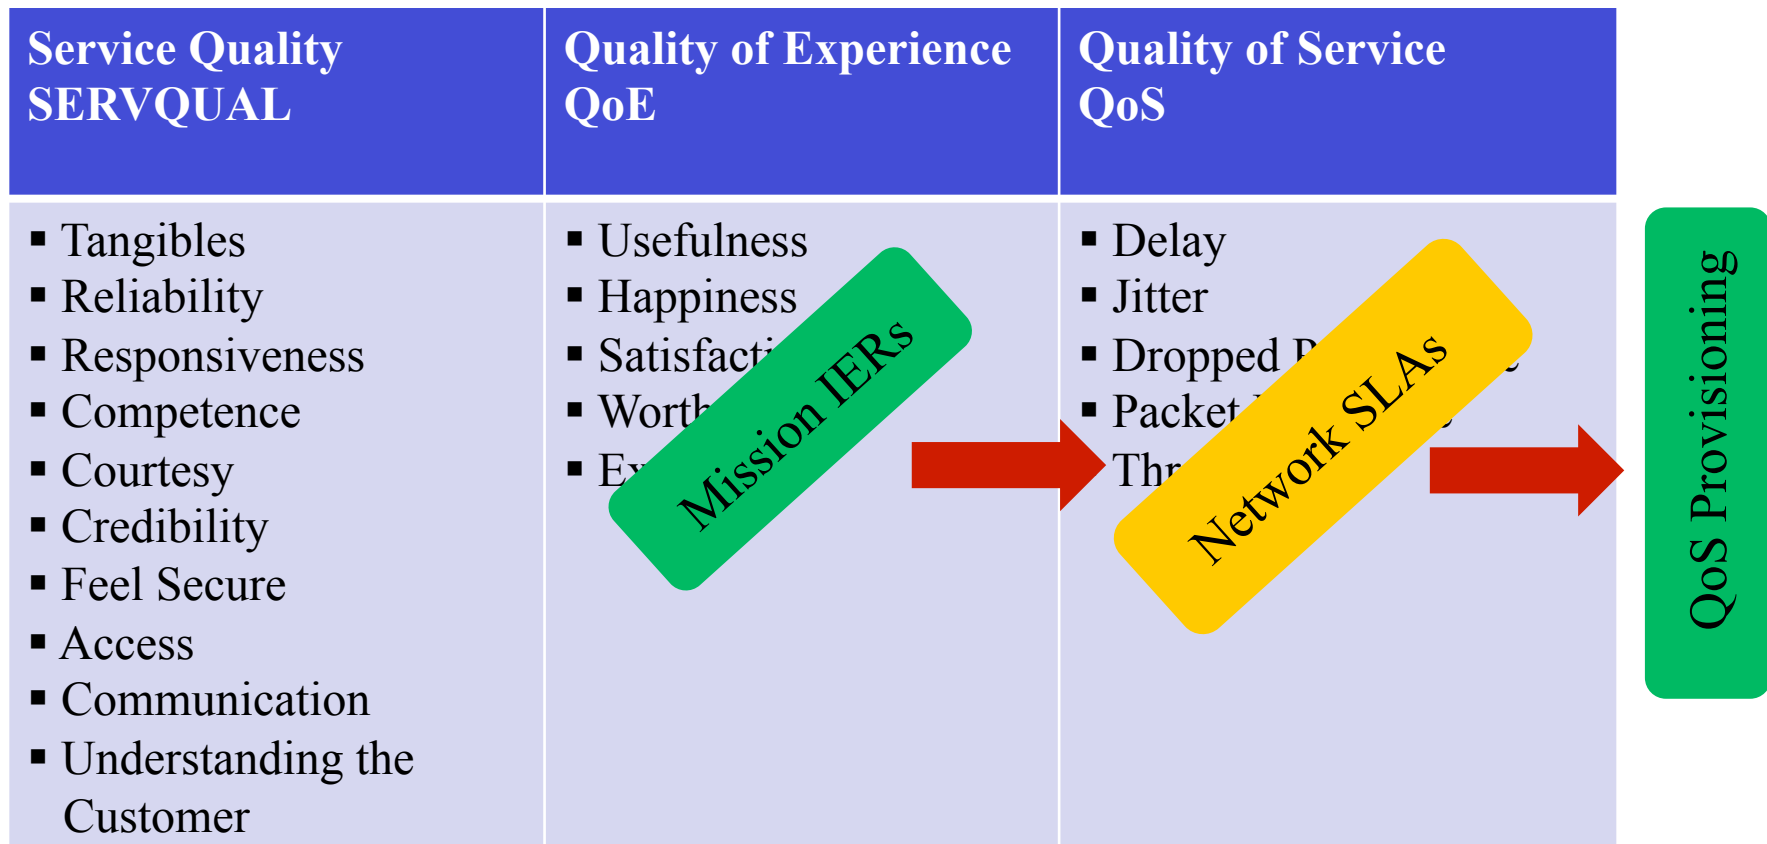 Service Quality
SERVQUAL
Quality of Experience
QoE
Quality of Service
QoS
▪ Tangibles
▪ Reliability
▪ Responsiveness
▪ Competence
▪ Courtesy
▪ Credibility
▪ Feel Secure
▪ Access
▪ Communication
▪ Understanding the
Customer
▪ Usefulness
▪ Happiness
▪
▪
▪
Mission IERs
▪ Delay
▪ Jitter
▪ Dropped
▪ Packet
Network SLAs
QoS Provisioning